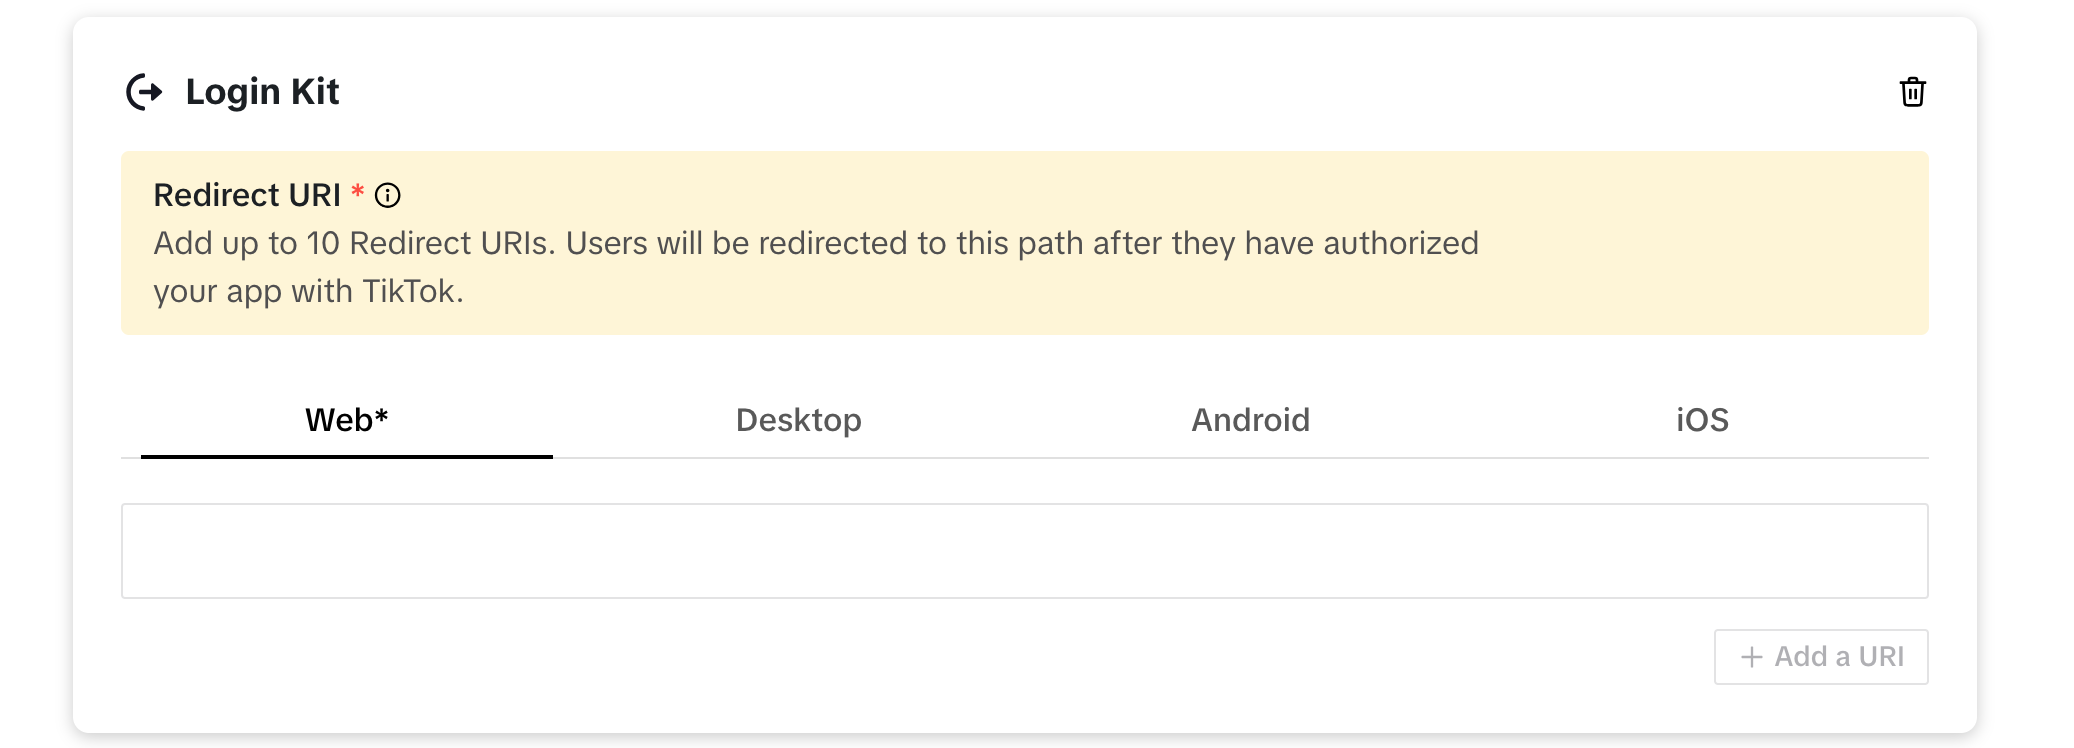 Login Kit
Redirect URI *
Add up to 10 Redirect URIs. Users will be redirected to this path after they have authorized
your app with TikTok.
Web* Desktop Android iOS
+ Add a URI